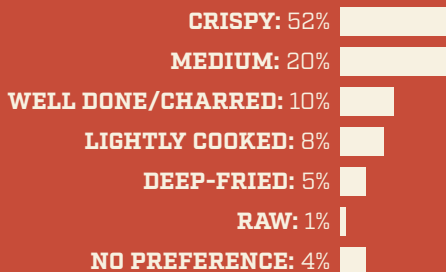 CRISPY: 52%
MEDIUM: 20%
WELL DONE/CHARRED: 10%
LIGHTLY COOKED: 8%
DEEP-FRIED: 5%
RAW: 1%
NO PREFERENCE: 4%